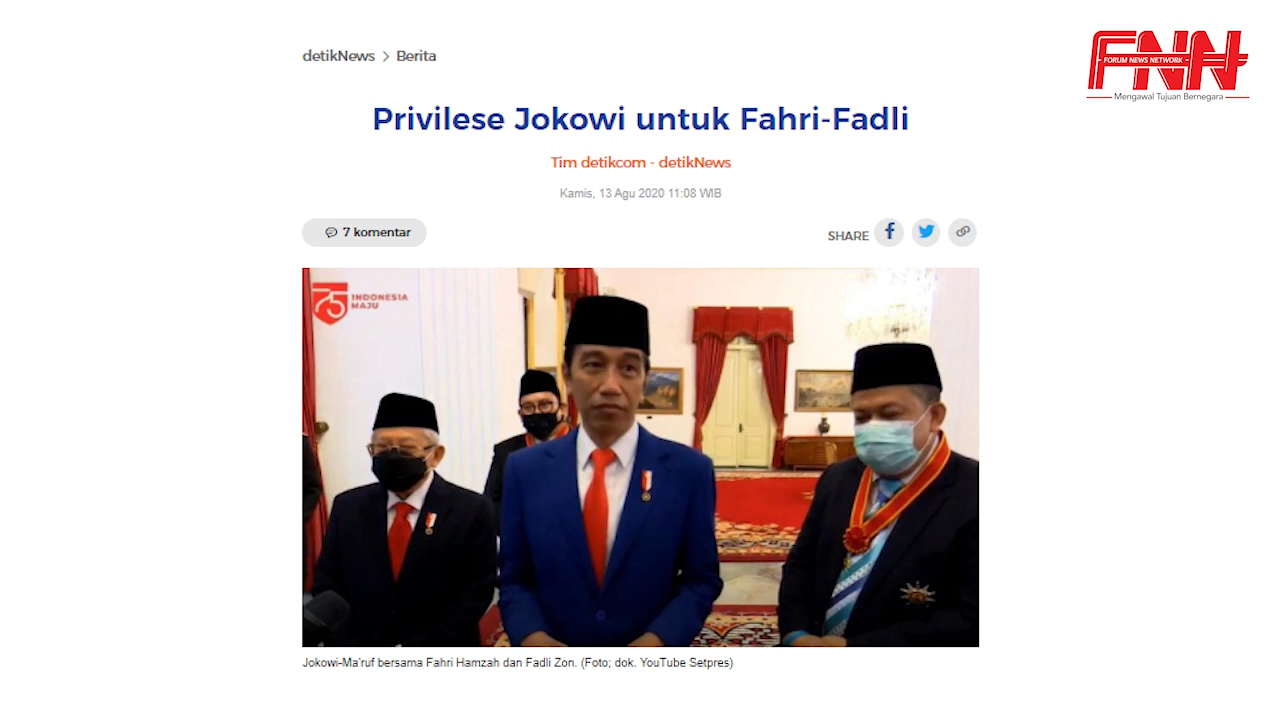 detikNews > Berita
FNN
FORUM NEWS NETWORK
Mengawal Tujuan Bernegara
Privilese Jokowi untuk Fahri-Fadli
Tim detikcom - detikNews
Kamis, 13 Agu 2020 11:08 WIB
7 komentar
SHARE
75 INDONESIA
MAJU
Jokowi-Ma'ruf bersama Fahri Hamzah dan Fadli Zon. (Foto; dok. YouTube Setpres)